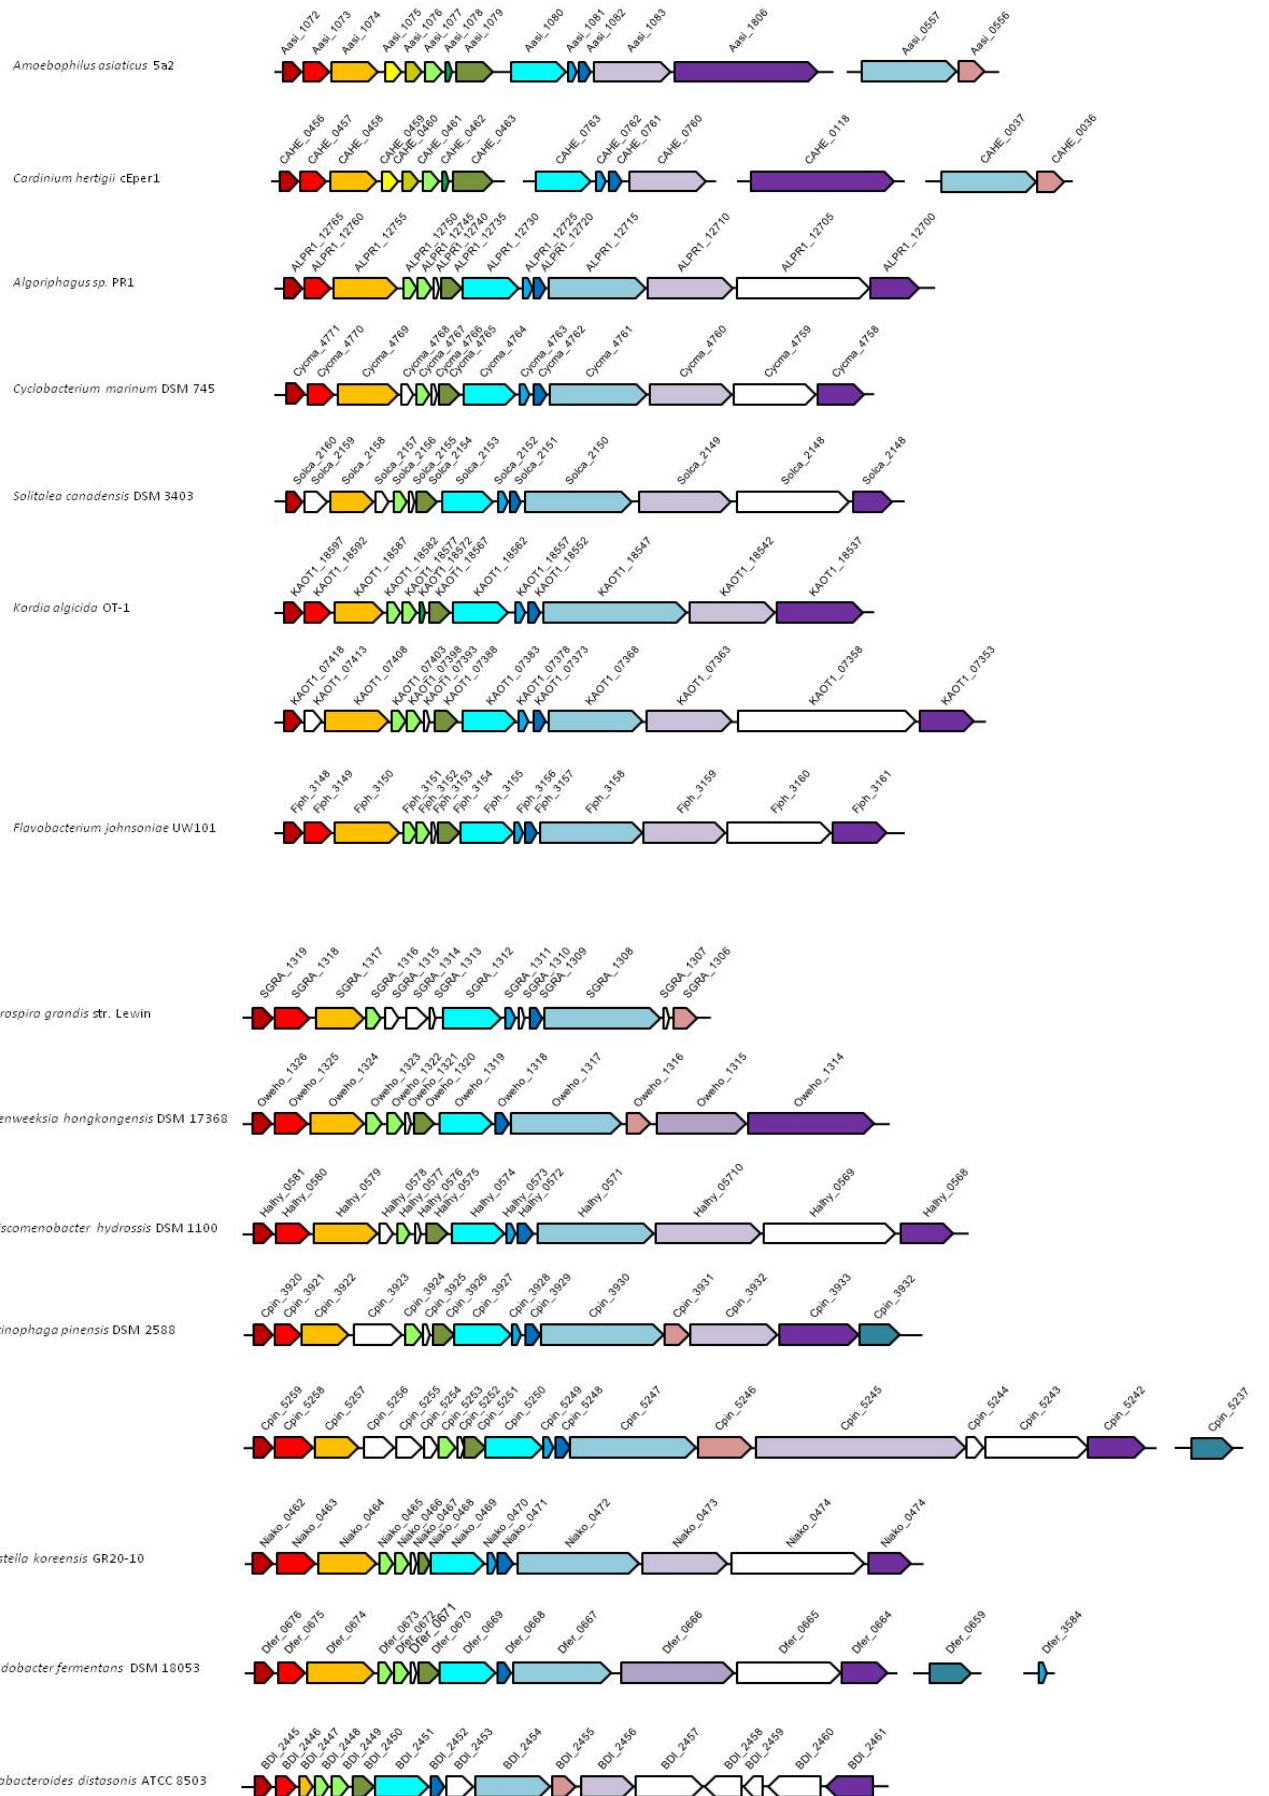 Aasi_1072 Aasi_1073 Aasi_1074 Aasi_1075 Aasi_1076 Aasi_1077 Aasi_1078 Aasi_1079 Aasi_1080 Aasi_1081 Aasi_1082 Aasi_1083 Aasi_1806 Aasi_0557 Aasi_0556
Amoebophilus asiaticus 5a2
CAHE_0456 CAHE_0457 CAHE_0458 CAHE_0459 CAHE_0460 CAHE_0461 CAHE_0462 CAHE_0463 CAHE_0763 CAHE_0762 CAHE_0761 CAHE_0760 CAHE_0118 CAHE_0037 CAHE_0036
Cardinium hertigii cEper1
ALPR1_12765 ALPR1_12760 ALPR1_12755 ALPR1_12750 ALPR1_12745 ALPR1_12740 ALPR1_12735 ALPR1_12730 ALPR1_12725 ALPR1_12720 ALPR1_12715 ALPR1_12710 ALPR1_12705 ALPR1_12700
Algoriphagus sp. PR1
Cycma_4771 Cycma_4770 Cycma_4769 Cycma_4768 Cycma_4767 Cycma_4766 Cycma_4765 Cycma_4764 Cycma_4763 Cycma_4762 Cycma_4761 Cycma_4760 Cycma_4759 Cycma_4758
Cyclobacterium marinum DSM 745
Solca_2160 Solca_2159 Solca_2158 Solca_2157 Solca_2156 Solca_2155 Solca_2154 Solca_2153 Solca_2152 Solca_2151 Solca_2150 Solca_2149 Solca_2148 Solca_2148
Solitalea canadensis DSM 3403
KAOT1_18597 KAOT1_18592 KAOT1_18587 KAOT1_18582 KAOT1_18577 KAOT1_18572 KAOT1_18567 KAOT1_18562 KAOT1_18557 KAOT1_18552 KAOT1_18547 KAOT1_18542 KAOT1_18537
Kordia algicida OT-1
KAOT1_07418 KAOT1_07413 KAOT1_07408 KAOT1_07403 KAOT1_07398 KAOT1_07393 KAOT1_07388 KAOT1_07383 KAOT1_07378 KAOT1_07373 KAOT1_07368 KAOT1_07363 KAOT1_07358 KAOT1_07353
Fjoh_3148 Fjoh_3149 Fjoh_3150 Fjoh_3151 Fjoh_3152 Fjoh_3153 Fjoh_3154 Fjoh_3155 Fjoh_3156 Fjoh_3157 Fjoh_3158 Fjoh_3159 Fjoh_3160 Fjoh_3161
Flavobacterium johnsoniae UW101
SGRA_1319 SGRA_1318 SGRA_1317 SGRA_1316 SGRA_1315 SGRA_1314 SGRA_1313 SGRA_1312 SGRA_1311 SGRA_1310 SGRA_1309 SGRA_1308 SGRA_1307 SGRA_1306
rospira grandis str. Lewin
Oweho_1326 Oweho_1325 Oweho_1324 Oweho_1323 Oweho_1322 Oweho_1321 Oweho_1320 Oweho_1319 Oweho_1318 Oweho_1317 Oweho_1316 Oweho_1315 Oweho_1314
enweeksia hongkongensis DSM 17368
Halhy_0581 Halhy_0580 Halhy_0579 Halhy_0578 Halhy_0577 Halhy_0576 Halhy_0575 Halhy_0574 Halhy_0573 Halhy_0572 Halhy_0571 Halhy_05710 Halhy_0569 Halhy_0568
iscomenobacter hydrossis DSM 1100
Cpin_3920 Cpin_3921 Cpin_3922 Cpin_3923 Cpin_3924 Cpin_3925 Cpin_3926 Cpin_3927 Cpin_3928 Cpin_3929 Cpin_3930 Cpin_3931 Cpin_3932 Cpin_3933 Cpin_3932
tinophaga pinensis DSM 2588
Cpin_5259 Cpin_5258 Cpin_5257 Cpin_5256 Cpin_5255 Cpin_5254 Cpin_5253 Cpin_5252 Cpin_5251 Cpin_5250 Cpin_5249 Cpin_5248 Cpin_5247 Cpin_5246 Cpin_5245 Cpin_5244 Cpin_5243 Cpin_5242 Cpin_5237
Niako_0462 Niako_0463 Niako_0464 Niako_0465 Niako_0466 Niako_0467 Niako_0468 Niako_0469 Niako_0470 Niako_0471 Niako_0472 Niako_0473 Niako_0474 Niako_0474
stella koreensis GR20-10
Dfer_0676 Dfer_0675 Dfer_0674 Dfer_0673 Dfer_0672 Dfer_0671 Dfer_0670 Dfer_0669 Dfer_0668 Dfer_0667 Dfer_0666 Dfer_0665 Dfer_0664 Dfer_0659 Dfer_3584
dobacter fermentans DSM 18053
BDI_2445 BDI_2446 BDI_2447 BDI_2448 BDI_2449 BDI_2450 BDI_2451 BDI_2452 BDI_2453 BDI_2454 BDI_2455 BDI_2456 BDI_2457 BDI_2458 BDI_2459 BDI_2460 BDI_2461
abacteroides distasonis ATCC 8503